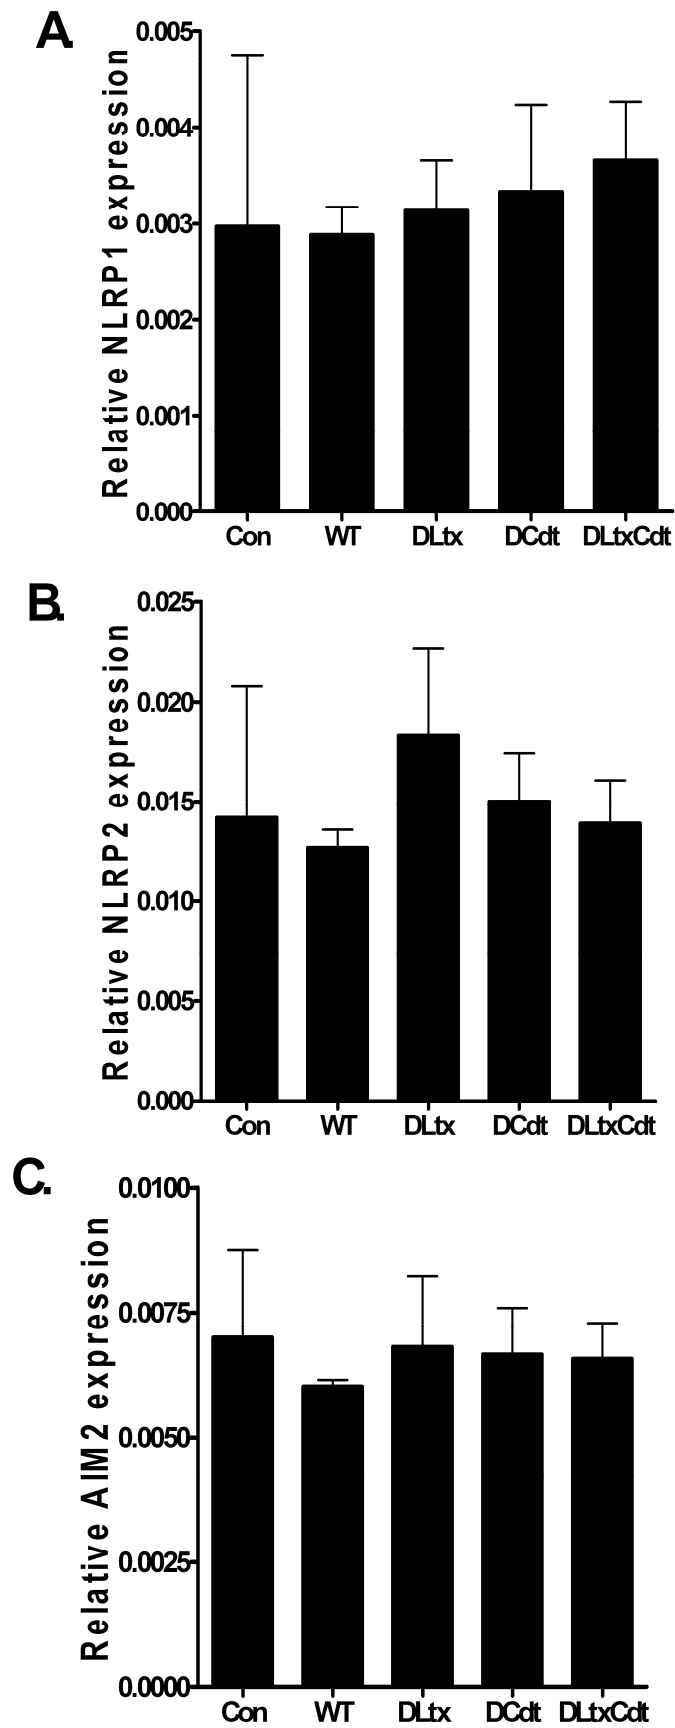 A.
Relative NLRP1 expression
0.005
0.004
0.003
0.002
0.001
0.000
Con WT DLtx DCdt DLtxCdt
B.
Relative NLRP2 expression
0.025
0.020
0.015
0.010
0.005
0.000
Con WT DLtx DCdt DLtxCdt
C.
Relative AIM2 expression
0.0100
0.0075
0.0050
0.0025
0.0000
Con WT DLtx DCdt DLtxCdt